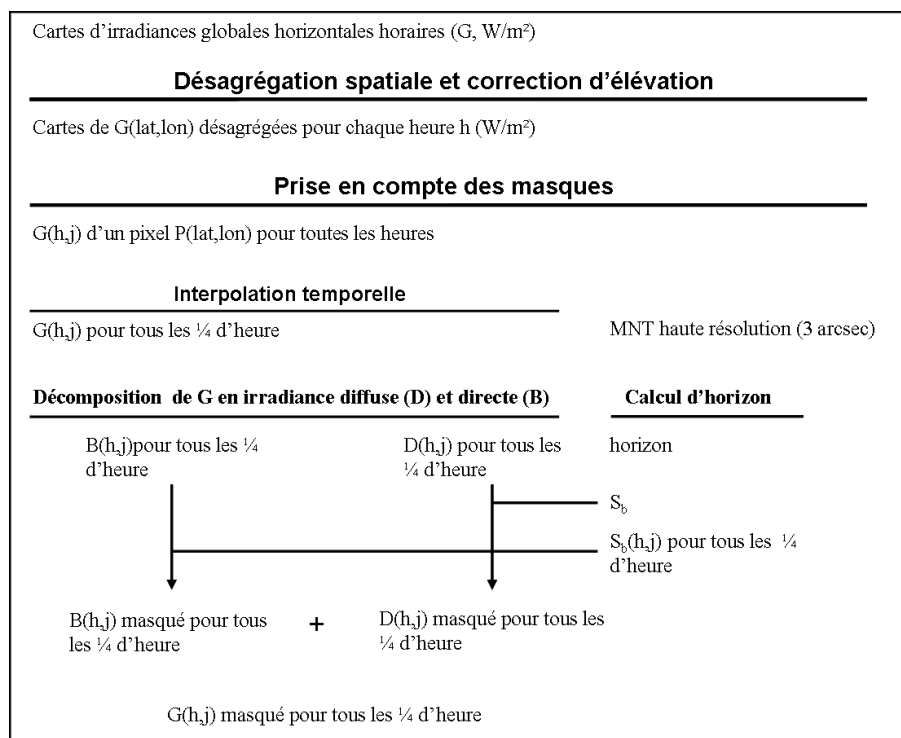 Cartes d’irradiances globales horizontales horaires (G, W/m²)
Désagrégation spatiale et correction d’élévation
Cartes de G(lat,lon) désagrégées pour chaque heure h (W/m²)
Prise en compte des masques
G(h,j) d’un pixel P(lat,lon) pour toutes les heures
Interpolation temporelle
G(h,j) pour tous les ¼ d’heure
MNT haute résolution (3 arcsec)
Décomposition de G en irradiance diffuse (D) et directe (B)
Calcul d’horizon
B(h,j)pour tous les ¼
d’heure
D(h,j) pour tous les
¼ d’heure
horizon
S_b
S_b(h,j) pour tous les ¼
d’heure
B(h,j) masqué pour tous
les ¼ d’heure
+
D(h,j) masqué pour tous les
¼ d’heure
G(h,j) masqué pour tous les ¼ d’heure